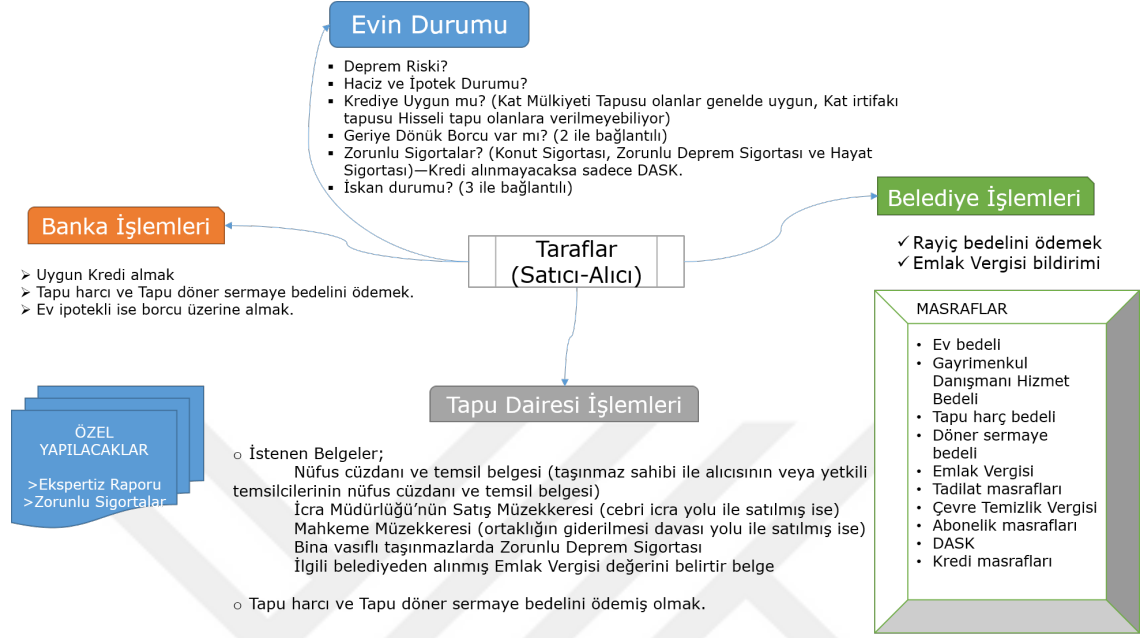 Evin Durumu
▪ Deprem Riski?
▪ Haciz ve İpotek Durumu?
▪ Krediye Uygun mu? (Kat Mülkiyeti Tapusu olanlar genelde uygun, Kat irtifakı
tapusu Hisseli tapu olanlara verilmeyebiliyor)
▪ Geriye Dönük Borcu var mı? (2 ile bağlantılı)
▪ Zorunlu Sigortalar? (Konut Sigortası, Zorunlu Deprem Sigortası ve Hayat
Sigortası)—Kredi alınmayacaksa sadece DASK.
▪ İskan durumu? (3 ile bağlantılı)
Banka İşlemleri
➢ Uygun Kredi almak
➢ Tapu harcı ve Tapu döner sermaye bedelini ödemek.
➢ Ev ipotekli ise borcu üzerine almak.
Taraflar
(Satıcı-Alıcı)
Belediye İşlemleri
✓ Rayiç bedelini ödemek
✓ Emlak Vergisi bildirimi
MASRAFLAR
• Ev bedeli
• Gayrimenkul
Danışmanı Hizmet
Bedeli
• Tapu harç bedeli
• Döner sermaye
bedeli
• Emlak Vergisi
• Tadilat masrafları
• Çevre Temizlik Vergisi
• Abonelik masrafları
• DASK
• Kredi masrafları
ÖZEL
YAPILACAKLAR
>Ekspertiz Raporu
>Zorunlu Sigortalar
Tapu Dairesi İşlemleri
o İstenen Belgeler;
Nüfus cüzdanı ve temsil belgesi (taşınmaz sahibi ile alıcısının veya yetkili
temsilcilerinin nüfus cüzdanı ve temsil belgesi)
İcra Müdürlüğü’nün Satış Müzekkeresi (cebri icra yolu ile satılmış ise)
Mahkeme Müzekkeresi (ortaklığın giderilmesi davası yolu ile satılmış ise)
Bina vasıflı taşınmazlarda Zorunlu Deprem Sigortası
İlgili belediyeden alınmış Emlak Vergisi değerini belirtir belge
o Tapu harcı ve Tapu döner sermaye bedelini ödemiş olmak.